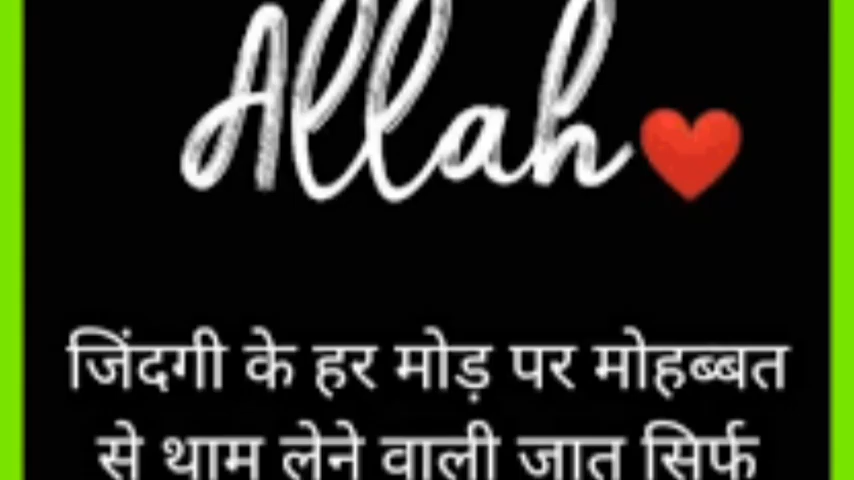 Allah❤️
जिंदगी के हर मोड़ पर मोहब्बत
से थाम लेने वाली जात सिर्फ